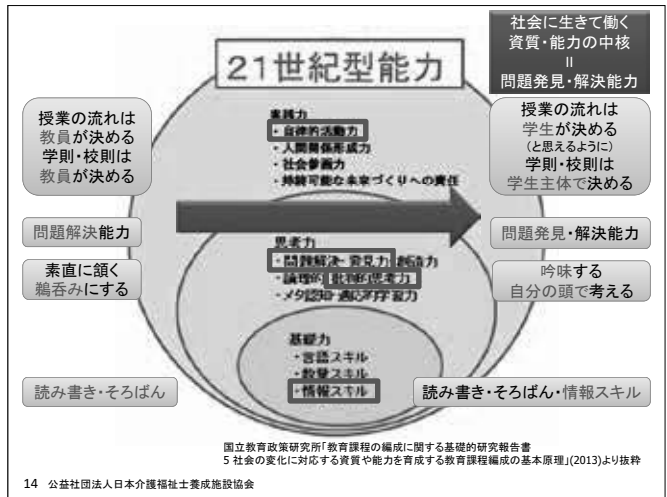 社会に生きて働く
資質・能力の中核
＝
問題発見・解決能力
21世紀型能力
授業の流れは
教員が決める
学則・校則は
教員が決める
実践力
・自律的活動力
・人間関係形成力
・社会参画力
・持続可能な未来づくりへの責任
授業の流れは
学生が決める
(と思えるように)
学則・校則は
学生主体で決める
問題解決能力
思考力
・問題解決・発見力・創造力
・論理的・批判的思考力
・メタ認知・適応的学習力
問題発見・解決能力
素直に頷く
鵜呑みにする
吟味する
自分の頭で考える
基礎力
・言語スキル
・数量スキル
・情報スキル
読み書き・そろばん
読み書き・そろばん・情報スキル
国立教育政策研究所「教育課程の編成に関する基礎的研究報告書
5 社会の変化に対応する資質や能力を育成する教育課程編成の基本原理」(2013)より抜粋
14 公益社団法人日本介護福祉士養成施設協会